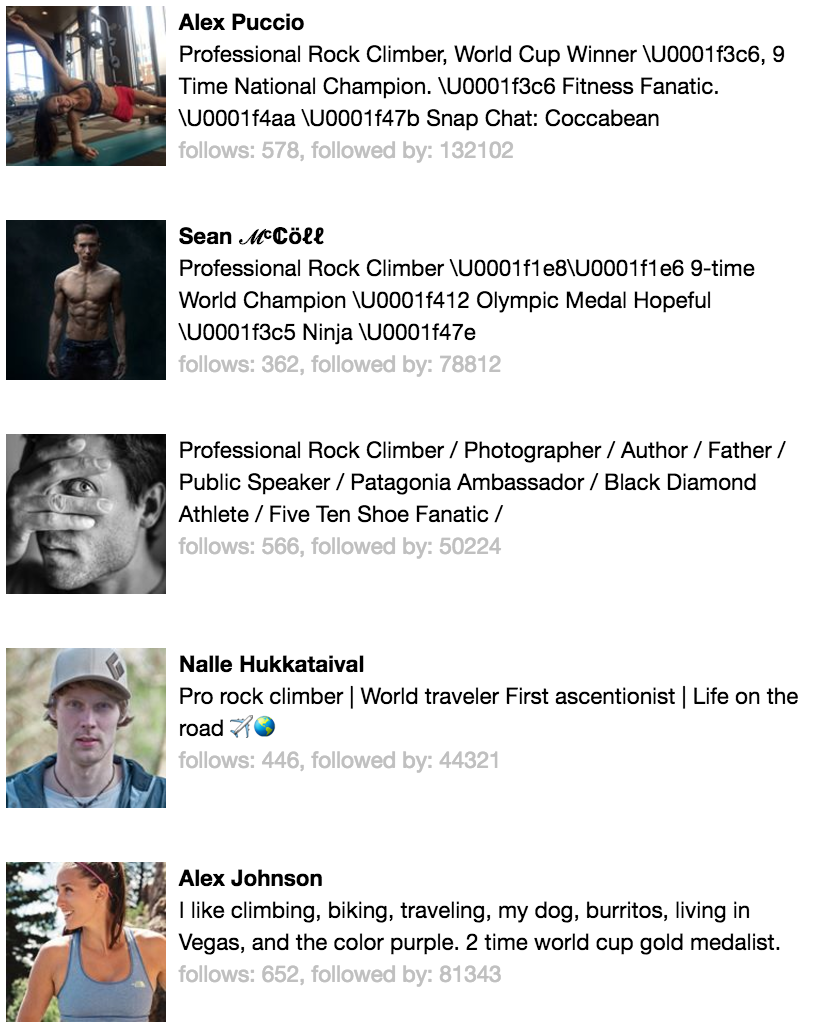 Alex Puccio
Professional Rock Climber, World Cup Winner \U0001f3c6, 9
Time National Champion. \U0001f3c6 Fitness Fanatic.
\U0001f4aa \U0001f47b Snap Chat: Coccabean
follows: 578, followed by: 132102
Sean ℳᶜ₵öℓℓ
Professional Rock Climber \U0001f1e8\U0001f1e6 9-time
World Champion \U0001f412 Olympic Medal Hopeful
\U0001f3c5 Ninja \U0001f47e
follows: 362, followed by: 78812
Professional Rock Climber / Photographer / Author / Father /
Public Speaker / Patagonia Ambassador / Black Diamond
Athlete / Five Ten Shoe Fanatic /
follows: 566, followed by: 50224
Nalle Hukkataival
Pro rock climber | World traveler First ascentionist | Life on the
road ✈️🌎
follows: 446, followed by: 44321
Alex Johnson
I like climbing, biking, traveling, my dog, burritos, living in
Vegas, and the color purple. 2 time world cup gold medalist.
follows: 652, followed by: 81343